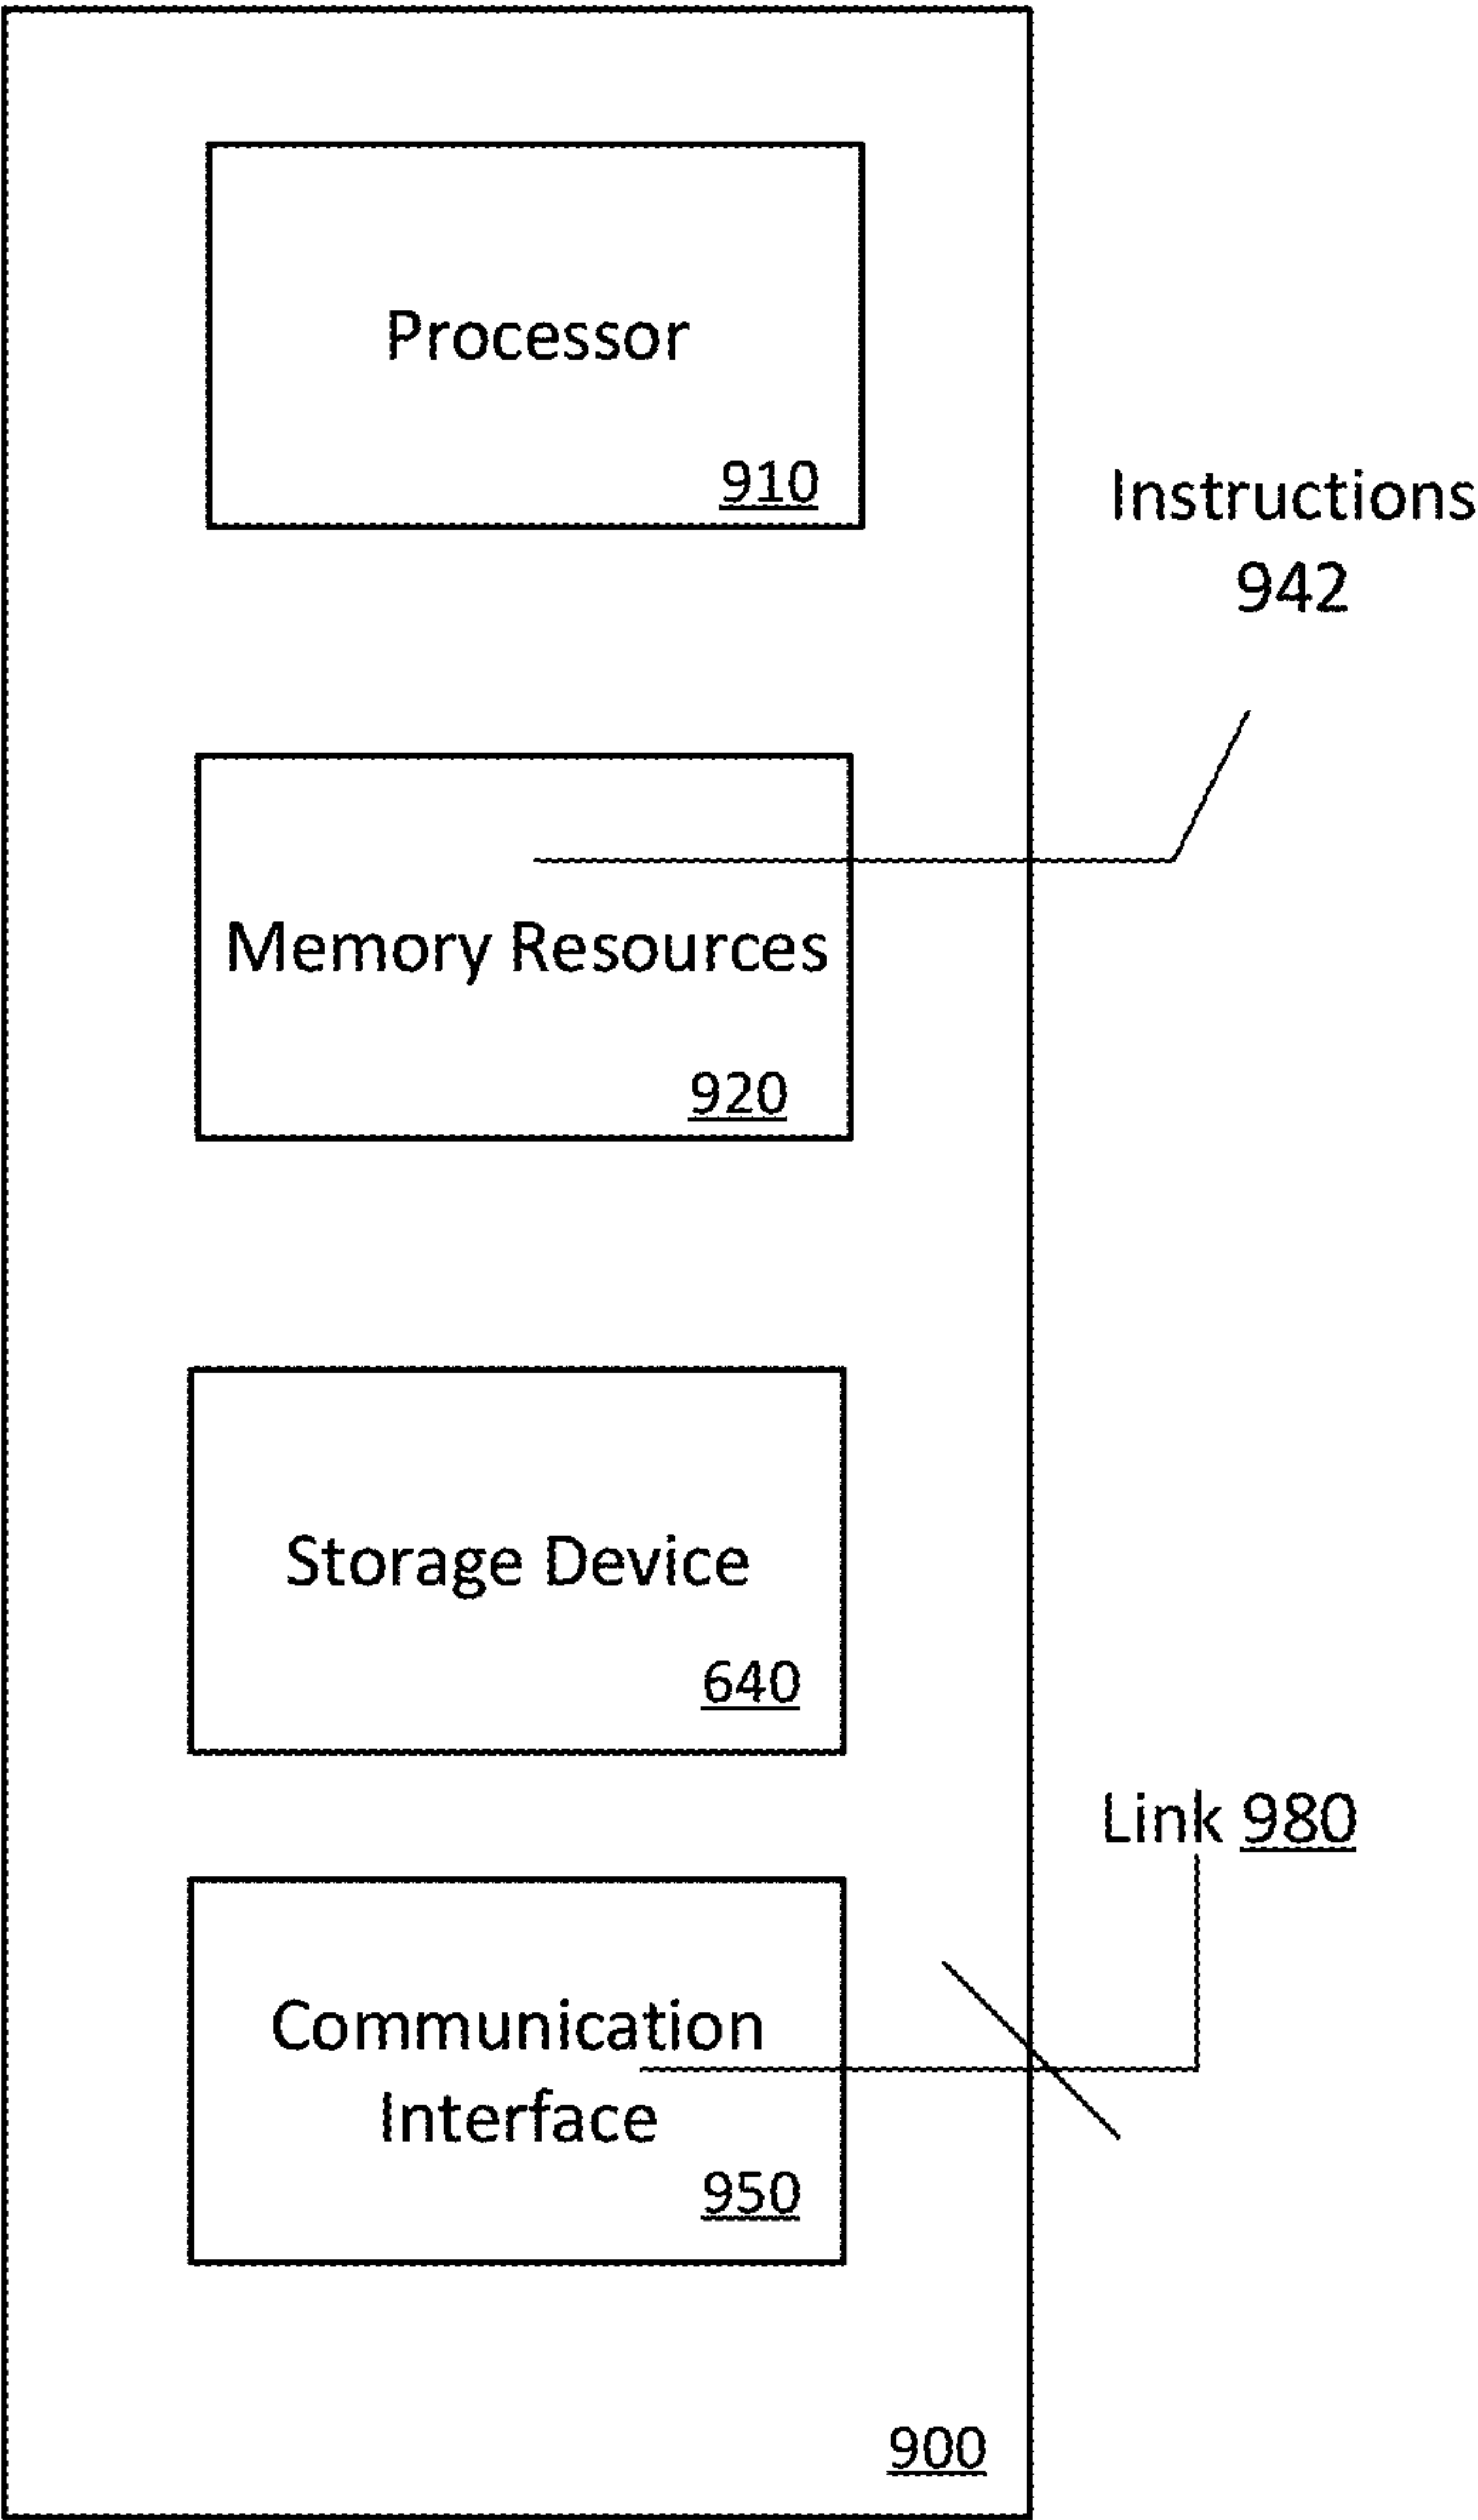 Processor
910
Instructions
942
Memory Resources
920
Storage Device
640
Link 980
Communication
Interface
950
900